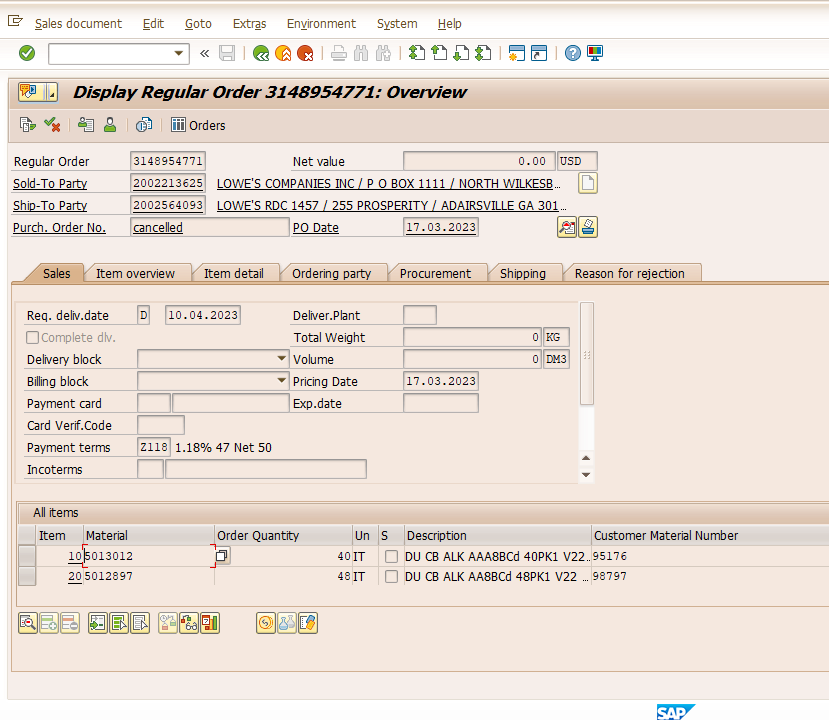 Sales document Edit Goto Extras Environment System Help
«
Display Regular Order 3148954771: Overview
Orders
Regular Order 3148954771 Net value 0.00 USD
Sold-To Party 2002213625 LOWE'S COMPANIES INC / P O BOX 1111 / NORTH WILKESB...
Ship-To Party 2002564093 LOWE'S RDC 1457 / 255 PROSPERITY / ADAIRSVILLE GA 301...
Purch. Order No. cancelled PO Date 17.03.2023
Sales Item overview Item detail Ordering party Procurement Shipping Reason for rejection
Req. deliv.date D 10.04.2023 Deliver.Plant
Complete dlv. Total Weight 0 KG
Delivery block Volume 0 DM3
Billing block Pricing Date 17.03.2023
Payment card Exp.date
Card Verif.Code
Payment terms Z118 1.18% 47 Net 50
Incoterms
All items
Item Material Order Quantity Un S Description Customer Material Number
10 5013012 40 IT DU CB ALK AAA8BCd 40PK1 V22... 95176
20 5012897 48 IT DU CB ALK AA8BCd 48PK1 V22 ... 98797
SAP